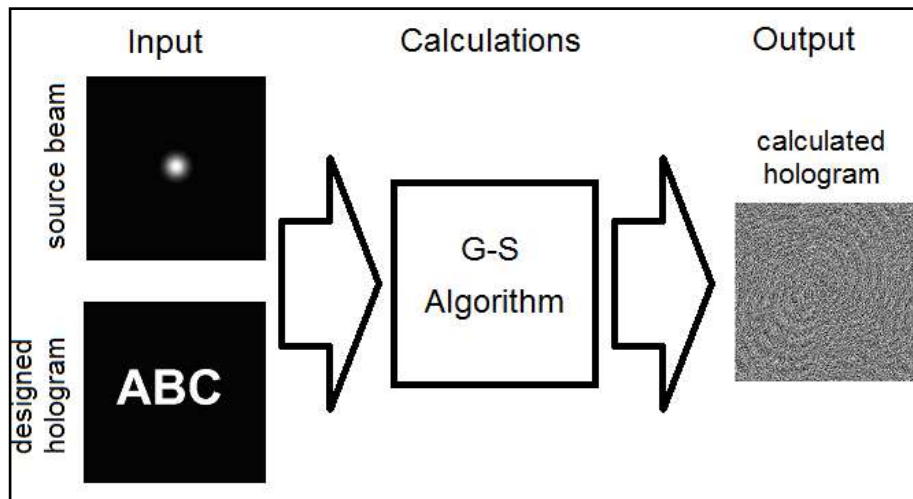 Input
Calculations
Output
source beam
designed
hologram
ABC
G-S
Algorithm
calculated
hologram